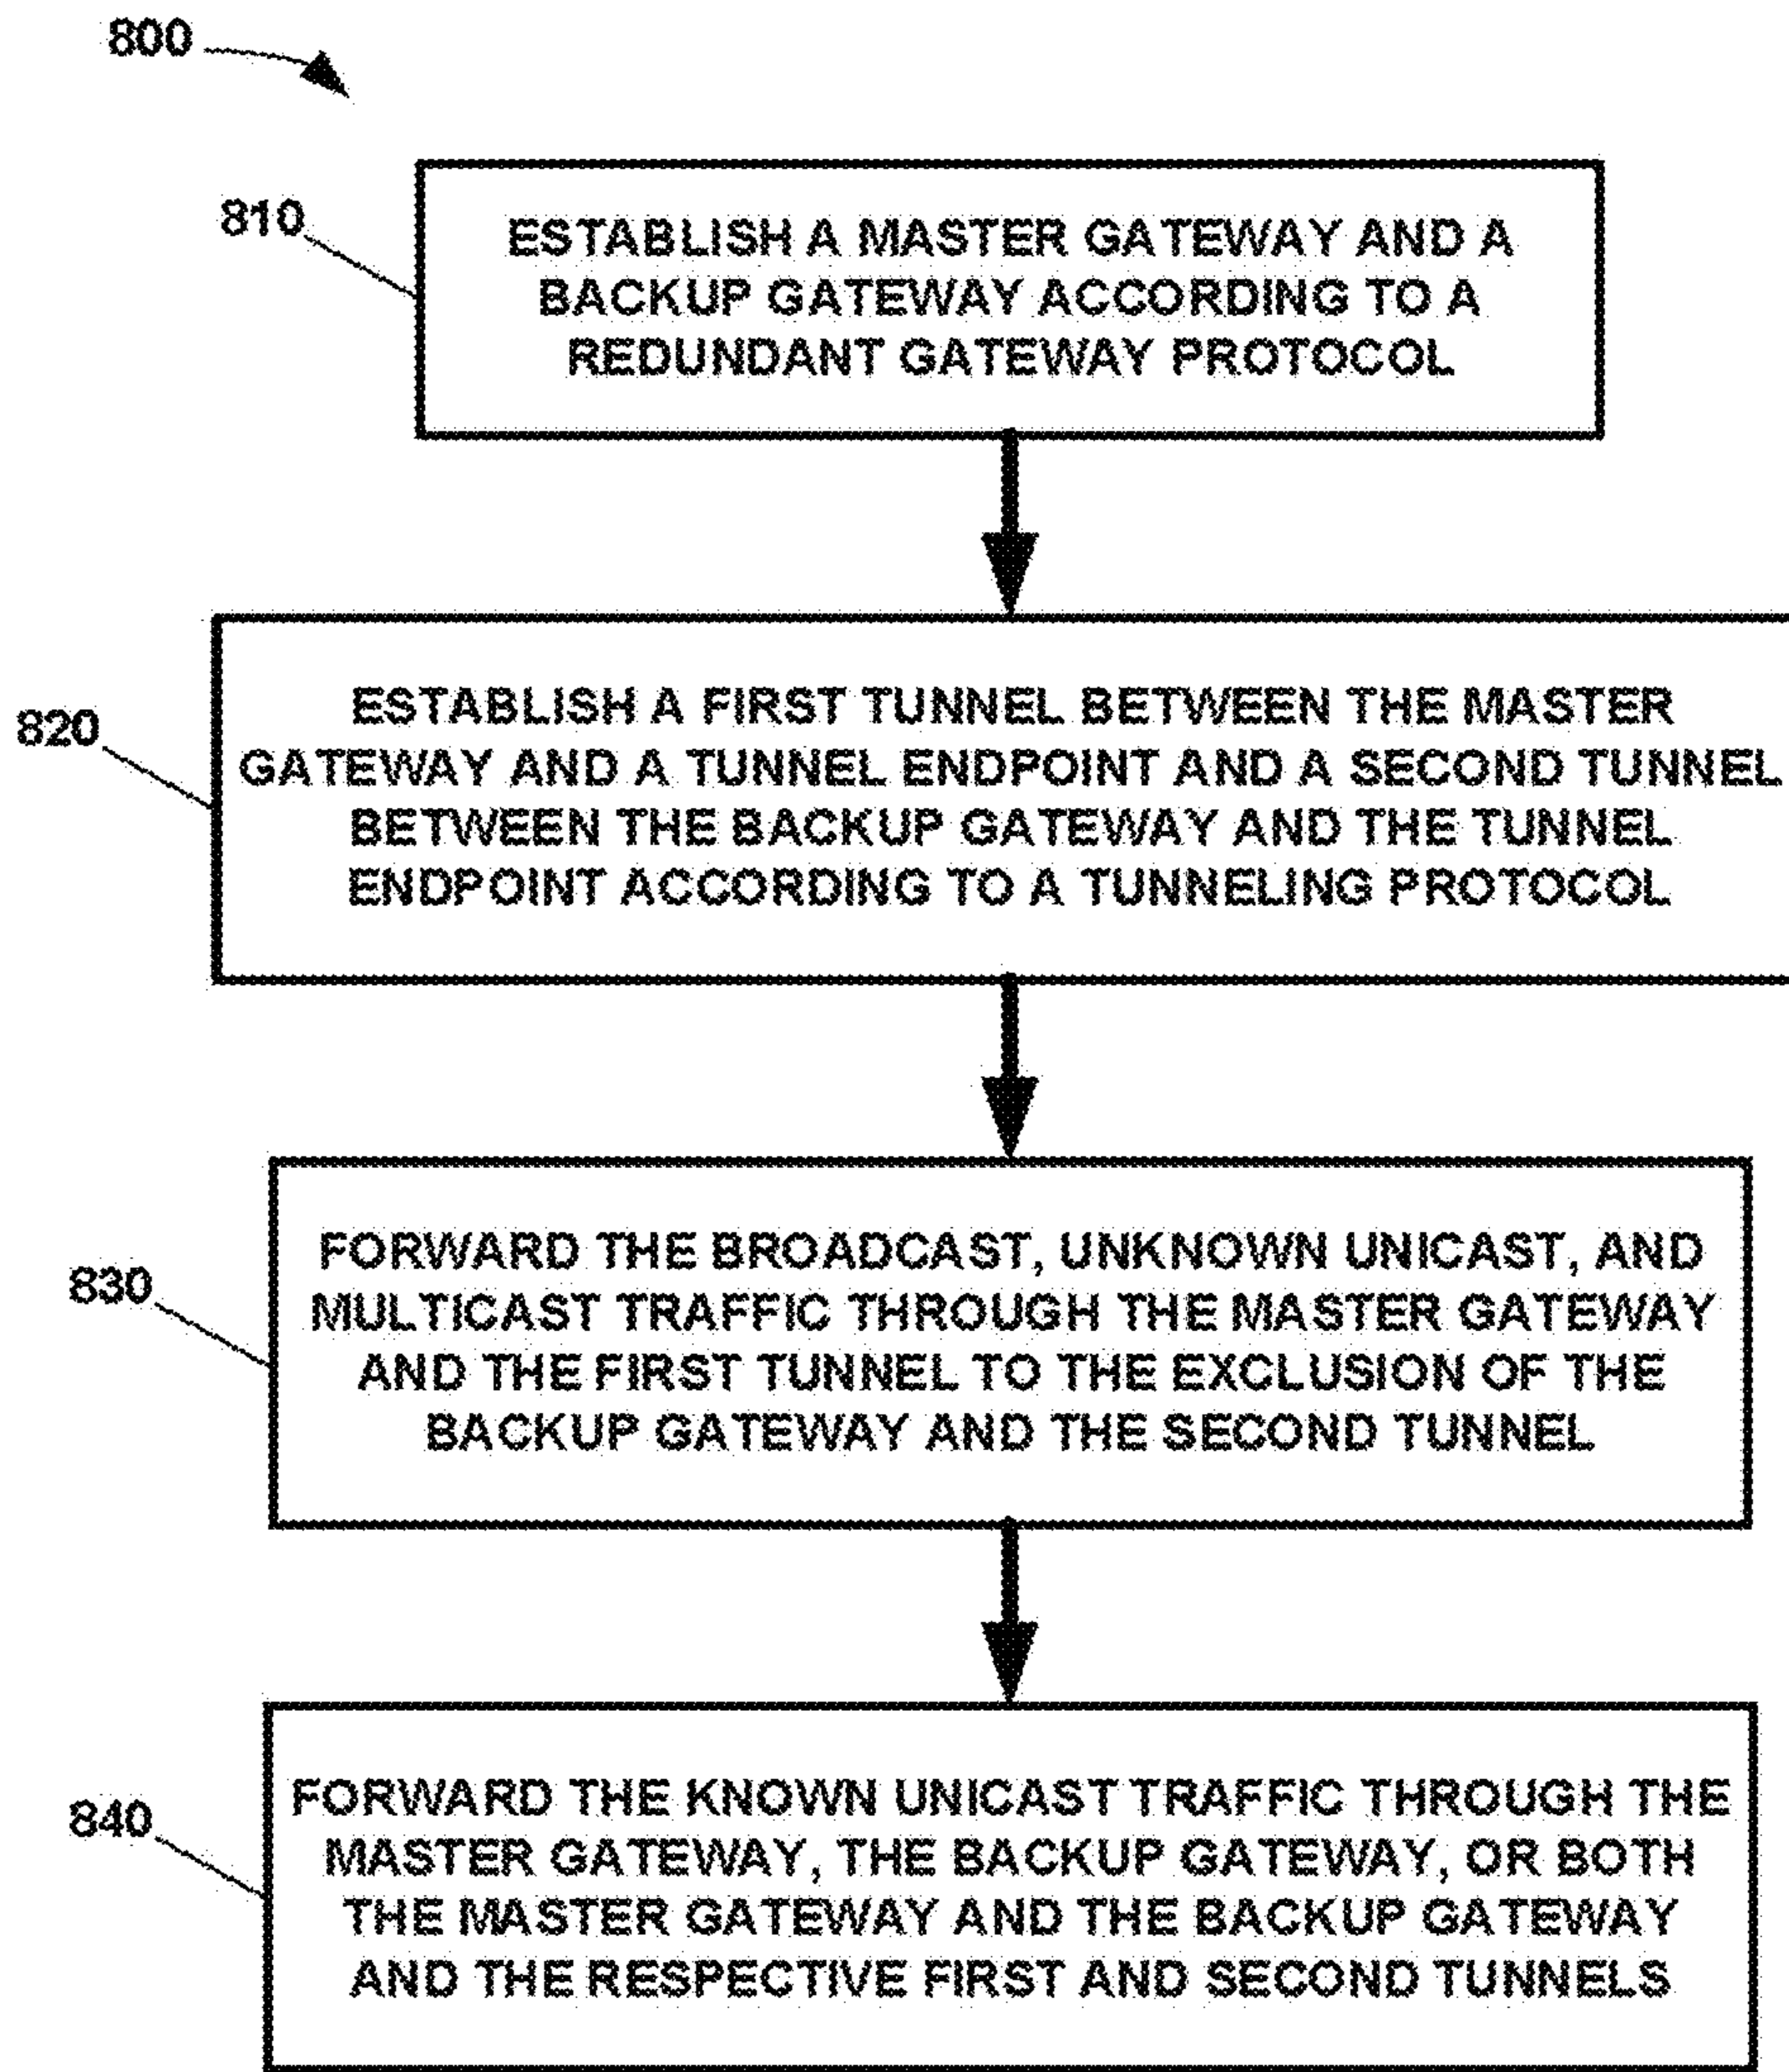 800
810
ESTABLISH A MASTER GATEWAY AND A
BACKUP GATEWAY ACCORDING TO A
REDUNDANT GATEWAY PROTOCOL
820
ESTABLISH A FIRST TUNNEL BETWEEN THE MASTER
GATEWAY AND A TUNNEL ENDPOINT AND A SECOND TUNNEL
BETWEEN THE BACKUP GATEWAY AND THE TUNNEL
ENDPOINT ACCORDING TO A TUNNELING PROTOCOL
830
FORWARD THE BROADCAST, UNKNOWN UNICAST, AND
MULTICAST TRAFFIC THROUGH THE MASTER GATEWAY
AND THE FIRST TUNNEL TO THE EXCLUSION OF THE
BACKUP GATEWAY AND THE SECOND TUNNEL
840
FORWARD THE KNOWN UNICAST TRAFFIC THROUGH THE
MASTER GATEWAY, THE BACKUP GATEWAY, OR BOTH
THE MASTER GATEWAY AND THE BACKUP GATEWAY
AND THE RESPECTIVE FIRST AND SECOND TUNNELS